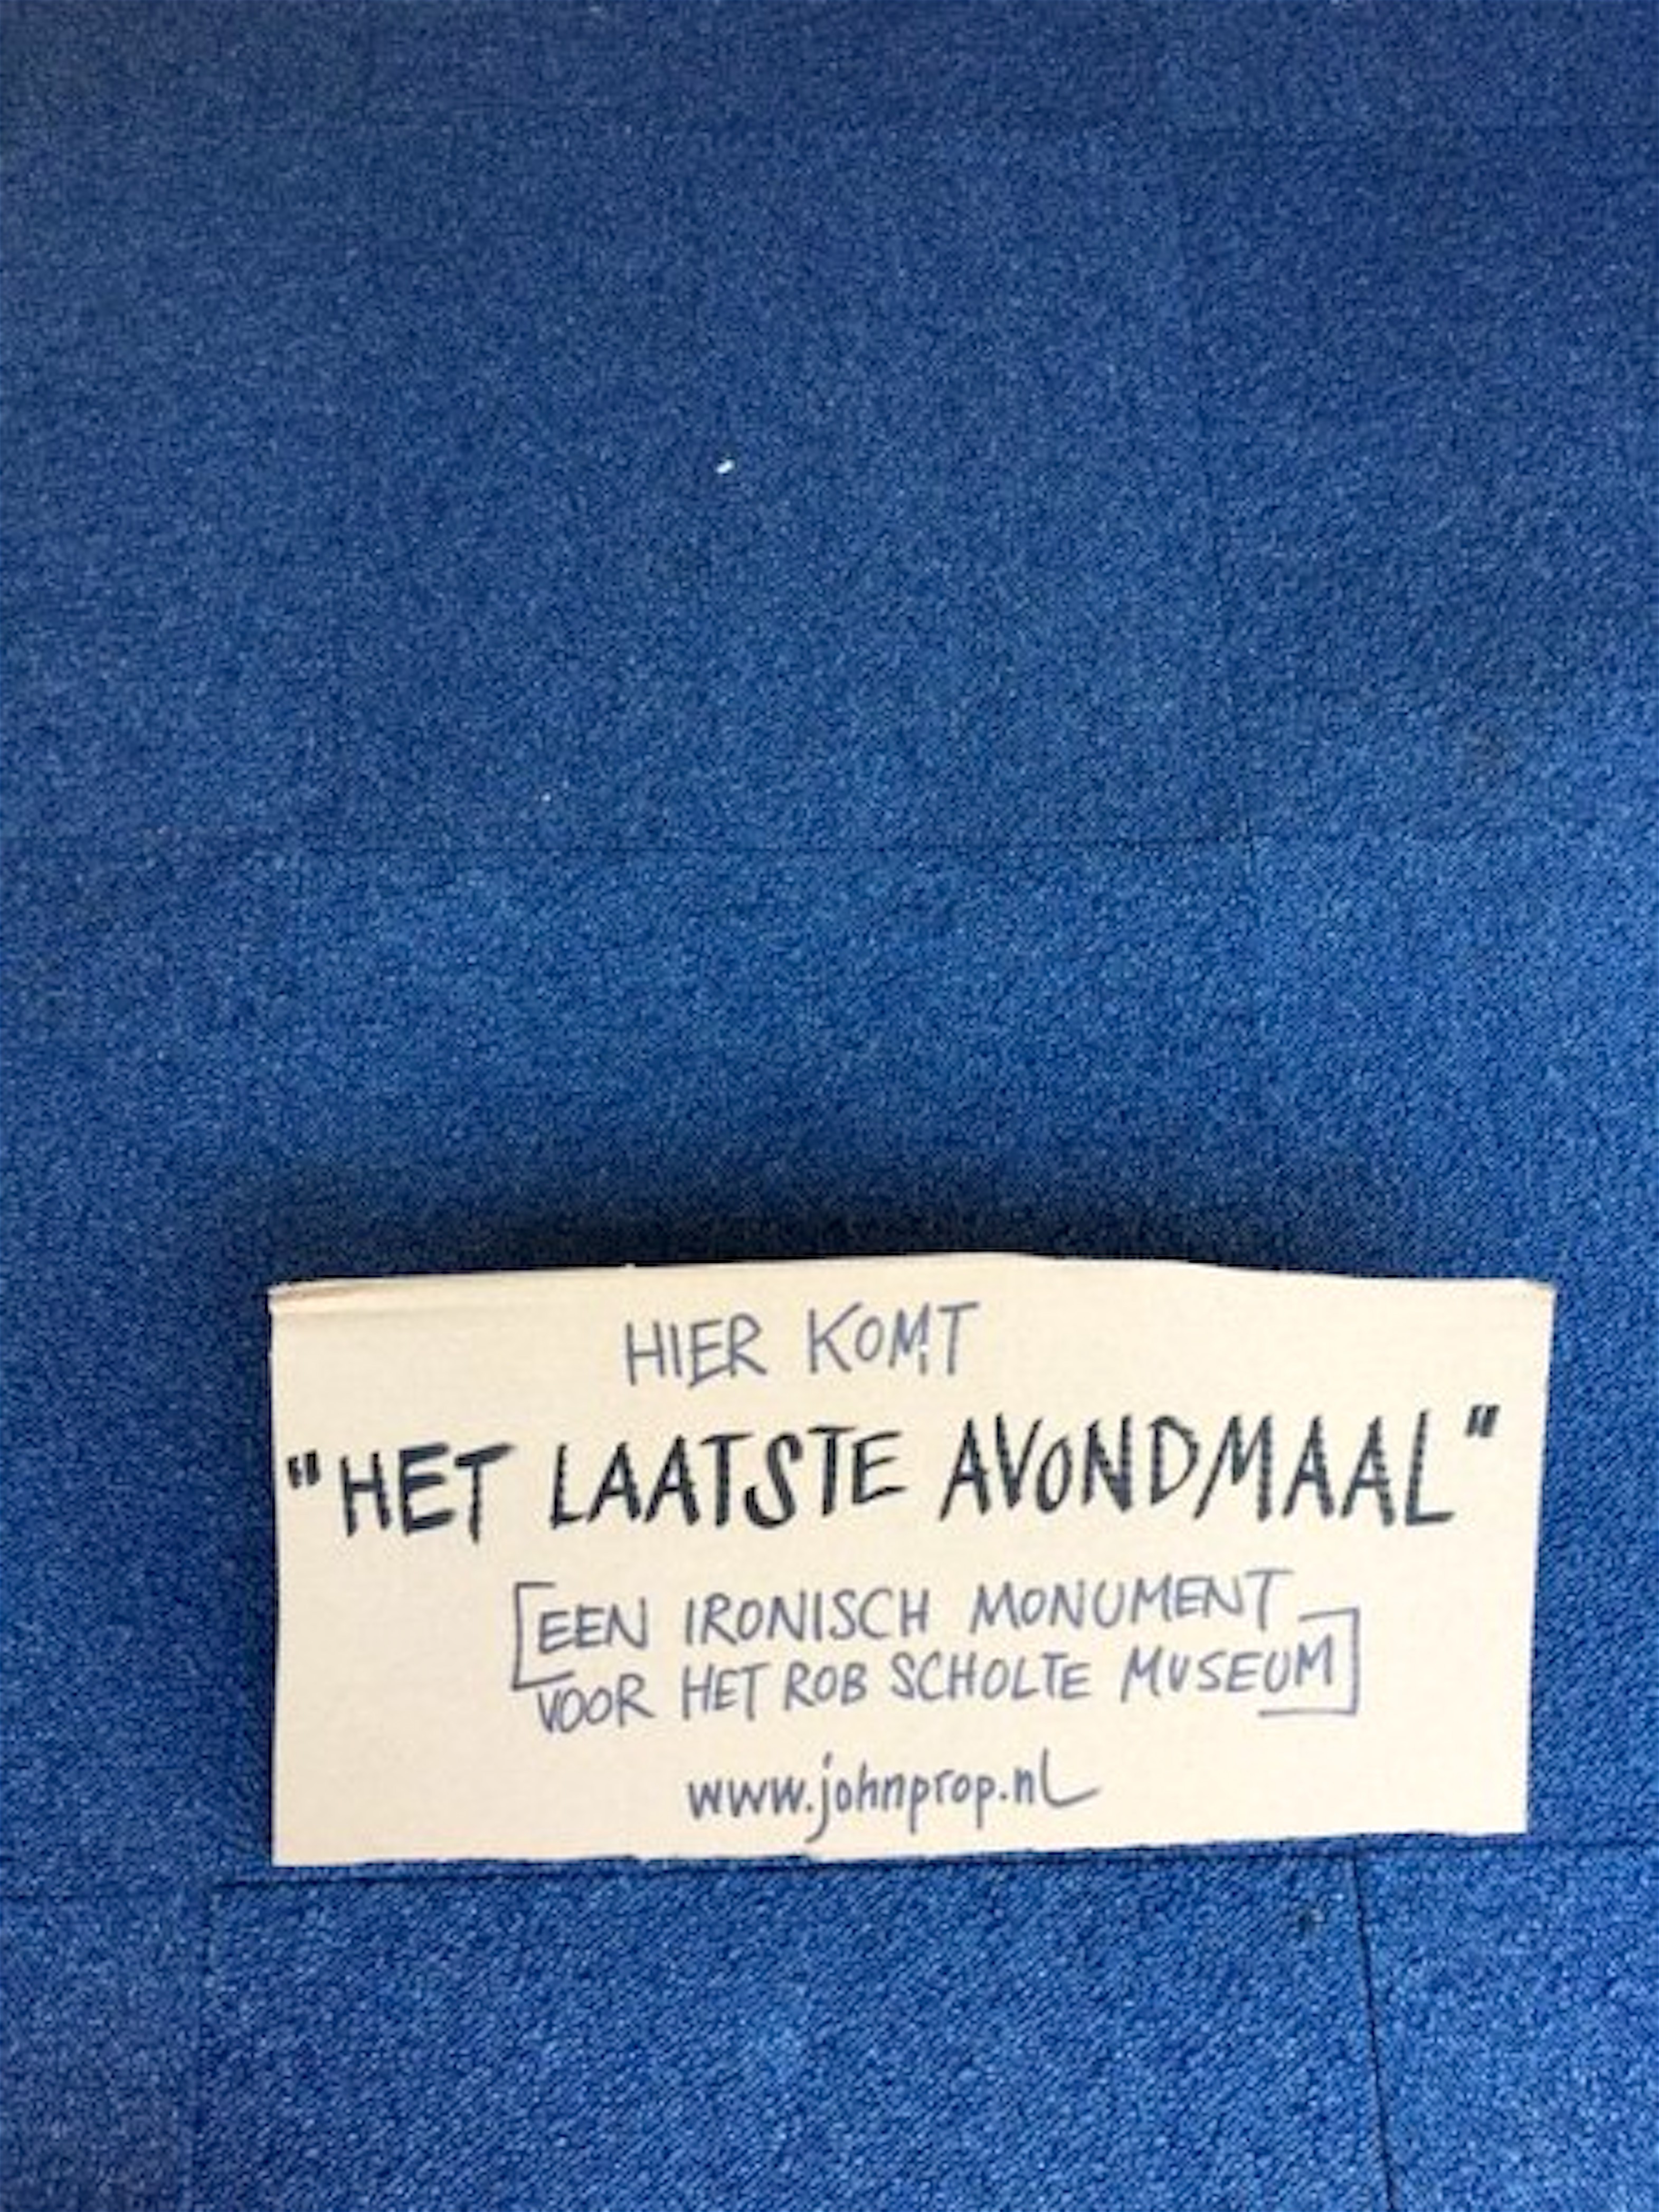 HIER KOMT
"HET LAATSTE AVONDMAAL"
[EEN IRONISCH MONUMENT
VOOR HET ROB SCHOLTE MUSEUM]
www.johnprop.nl